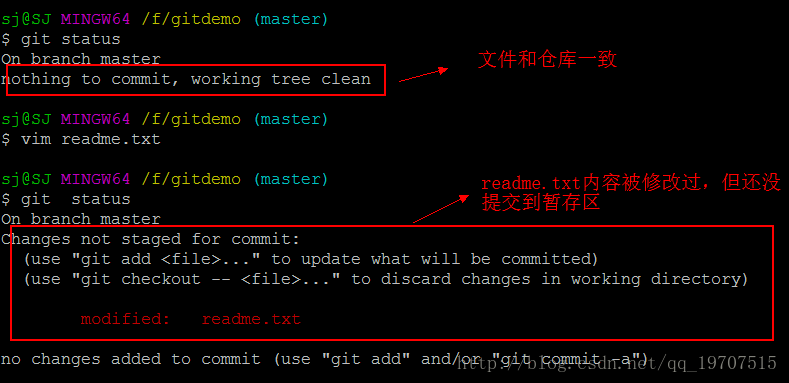 sj@SJ MINGW64 /f/gitdemo (master)
$ git status
On branch master
nothing to commit, working tree clean
文件和仓库一致
sj@SJ MINGW64 /f/gitdemo (master)
$ vim readme.txt
sj@SJ MINGW64 /f/gitdemo (master)
$ git  status
On branch master
readme.txt内容被修改过，但还没
提交到暂存区
Changes not staged for commit:
  (use "git add <file>..." to update what will be committed)
  (use "git checkout -- <file>..." to discard changes in working directory)
        modified:   readme.txt
no changes added to commit (use "git add" and/or "git commit -a")
http://blog.csdn.net/qq_19707515